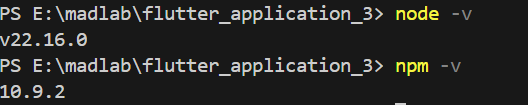 PS E:\madlab\flutter_application_3> node -v
v22.16.0
PS E:\madlab\flutter_application_3> npm -v
10.9.2